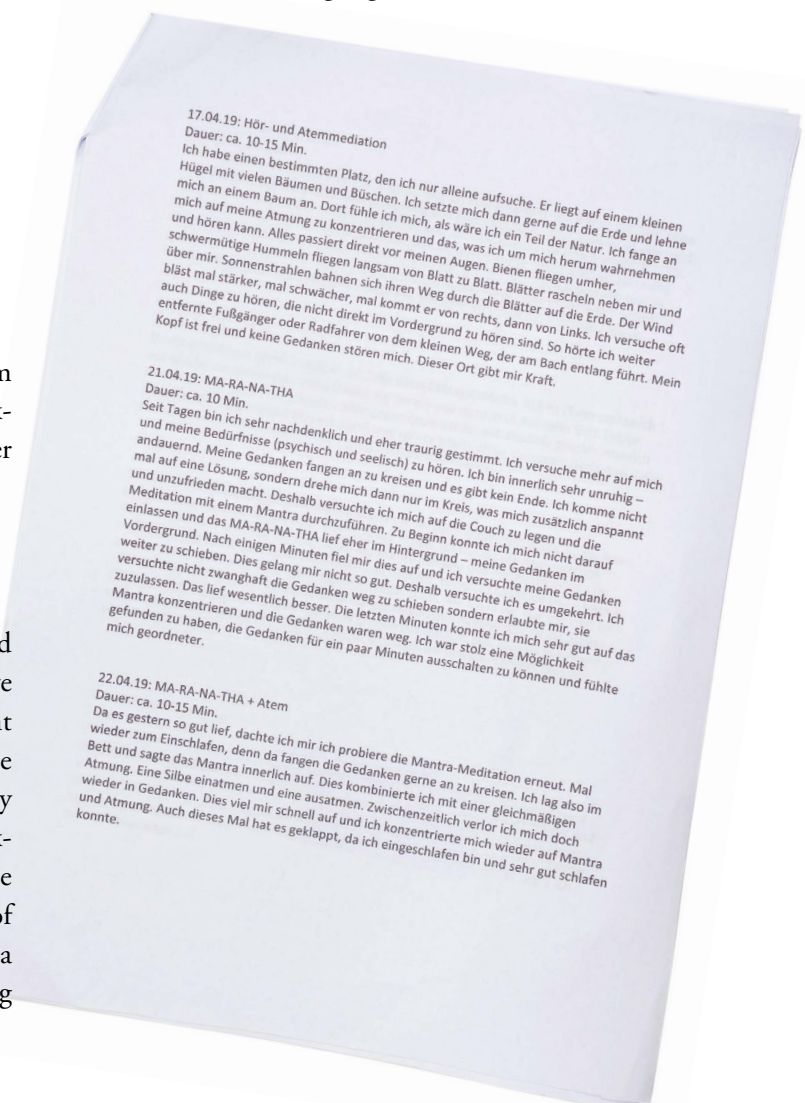 17.04.19: Hör- und Atemmediation
Dauer: ca. 10-15 Min.
Ich habe einen bestimmten Platz, den ich nur alleine aufsuche. Er liegt auf einem kleinen
Hügel mit vielen Bäumen und Büschen. Ich setzte mich dann gerne auf die Erde und lehne
mich an einem Baum an. Dort fühle ich mich, als wäre ich ein Teil der Natur. Ich fange an
mich auf meine Atmung zu konzentrieren und das, was ich um mich herum wahrnehmen
und hören kann. Alles passiert direkt vor meinen Augen. Bienen fliegen umher,
schwermütige Hummeln fliegen langsam von Blatt zu Blatt. Blätter rascheln neben mir und
über mir. Sonnenstrahlen bahnen sich ihren Weg durch die Blätter auf die Erde. Der Wind
bläst mal stärker, mal schwächer, mal kommt er von rechts, dann von Links. Ich versuche oft
auch Dinge zu hören, die nicht direkt im Vordergrund zu hören sind. So hörte ich weiter
entfernte Fußgänger oder Radfahrer von dem kleinen Weg, der am Bach entlang führt. Mein
Kopf ist frei und keine Gedanken stören mich. Dieser Ort gibt mir Kraft.
21.04.19: MA-RA-NA-THA
Dauer: ca. 10 Min.
Seit Tagen bin ich sehr nachdenklich und eher traurig gestimmt. Ich versuche mehr auf mich
und meine Bedürfnisse (psychisch und seelisch) zu hören. Ich bin innerlich sehr unruhig –
andauernd. Meine Gedanken fangen an zu kreisen und es gibt kein Ende. Ich komme nicht
mal auf eine Lösung, sondern drehe mich dann nur im Kreis, was mich zusätzlich anspannt
und unzufrieden macht. Deshalb versuchte ich mich auf die Couch zu legen und die
Meditation mit einem Mantra durchzuführen. Zu Beginn konnte ich mich nicht darauf
einlassen und das MA-RA-NA-THA lief eher im Hintergrund – meine Gedanken im
Vordergrund. Nach einigen Minuten fiel mir dies auf und ich versuchte meine Gedanken
weiter zu schieben. Dies gelang mir nicht so gut. Deshalb versuchte ich es umgekehrt. Ich
versuchte nicht zwanghaft die Gedanken weg zu schieben sondern erlaubte mir, sie
zuzulassen. Das lief wesentlich besser. Die letzten Minuten konnte ich mich sehr gut auf das
Mantra konzentrieren und die Gedanken waren weg. Ich war stolz eine Möglichkeit
gefunden zu haben, die Gedanken für ein paar Minuten ausschalten zu können und fühlte
mich geordneter.
22.04.19: MA-RA-NA-THA + Atem
Dauer: ca. 10-15 Min.
Da es gestern so gut lief, dachte ich mir ich probiere die Mantra-Meditation erneut. Mal
wieder zum Einschlafen, denn da fangen die Gedanken gerne an zu kreisen. Ich lag also im
Bett und sagte das Mantra innerlich auf. Dies kombinierte ich mit einer gleichmäßigen
Atmung. Eine Silbe einatmen und eine ausatmen. Zwischenzeitlich verlor ich mich doch
wieder in Gedanken. Dies viel mir schnell auf und ich konzentrierte mich wieder auf Mantra
und Atmung. Auch dieses Mal hat es geklappt, da ich eingeschlafen bin und sehr gut schlafen
konnte.